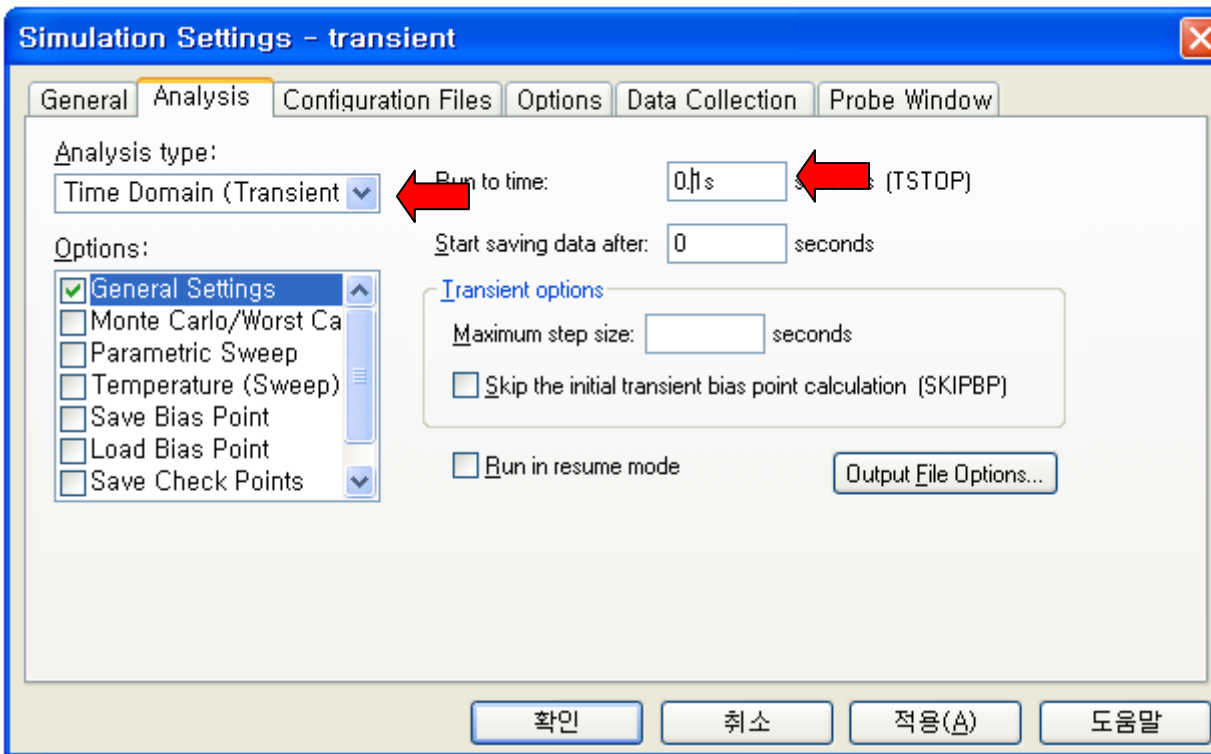 Simulation Settings - transient
General
Analysis
Configuration Files
Options
Data Collection
Probe Window
Analysis type:
Time Domain (Transient
Options:
General Settings
Monte Carlo/Worst Ca
Parametric Sweep
Temperature (Sweep)
Save Bias Point
Load Bias Point
Save Check Points
Run to time:
0.1s
(TSTOP)
Start saving data after:
0
seconds
Transient options
Maximum step size:
seconds
Skip the initial transient bias point calculation (SKIPBP)
Run in resume mode
Output File Options...
확인
취소
적용(A)
도움말